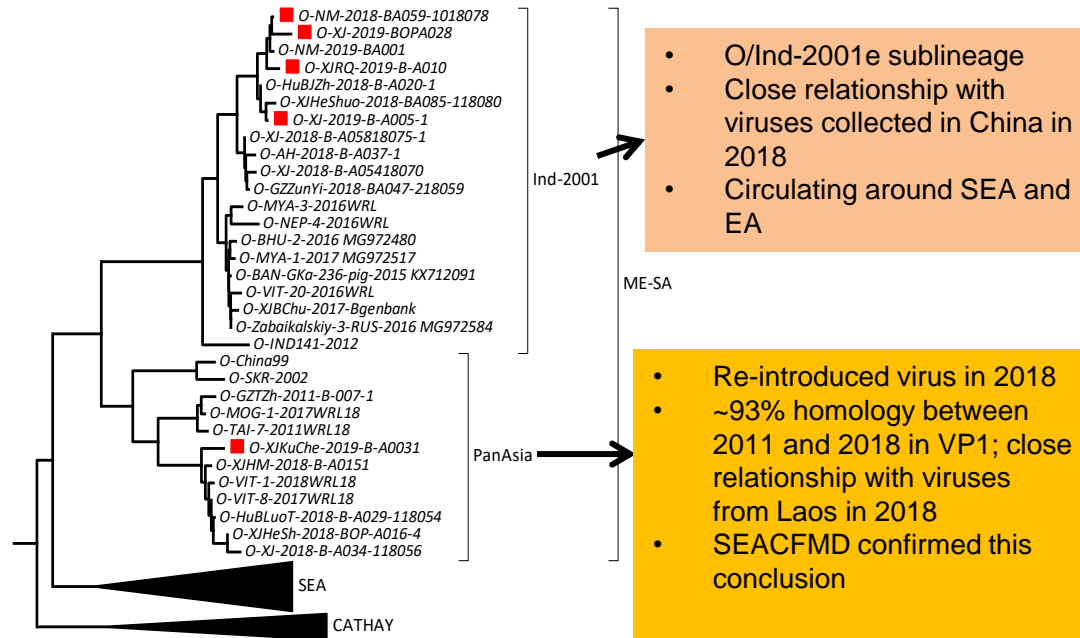 O-NM-2018-BA059-1018078
O-XJ-2019-BOPA028
O-NM-2019-BA001
O-XJRQ-2019-B-A010
O-HuBJZh-2018-B-A020-1
O-XJHeShuo-2018-BA085-118080
O-XJ-2019-B-A005-1
O-XJ-2018-B-A05818075-1
O-AH-2018-B-A037-1
O-XJ-2018-B-A05418070
O-GZZunYi-2018-BA047-218059
O-MYA-3-2016WRL
O-NEP-4-2016WRL
O-BHU-2-2016 MG972480
O-MYA-1-2017 MG972517
O-BAN-GKa-236-pig-2015 KX712091
O-VIT-20-2016WRL
O-XJBChu-2017-Bgenbank
O-Zabaikalskiy-3-RUS-2016 MG972584
O-IND141-2012
O-China99
O-SKR-2002
O-GZTZh-2011-B-007-1
O-MOG-1-2017WRL18
O-TAI-7-2011WRL18
O-XJKuChe-2019-B-A0031
O-XJHM-2018-B-A0151
O-VIT-1-2018WRL18
O-VIT-8-2017WRL18
O-HuBLuoT-2018-B-A029-118054
O-XJHeSh-2018-BOP-A016-4
O-XJ-2018-B-A034-118056
SEA
CATHAY
Ind-2001
PanAsia
ME-SA
• O/Ind-2001e sublineage
• Close relationship with
viruses collected in China in
2018
• Circulating around SEA and
EA
• Re-introduced virus in 2018
• ~93% homology between
2011 and 2018 in VP1; close
relationship with viruses
from Laos in 2018
• SEACFMD confirmed this
conclusion